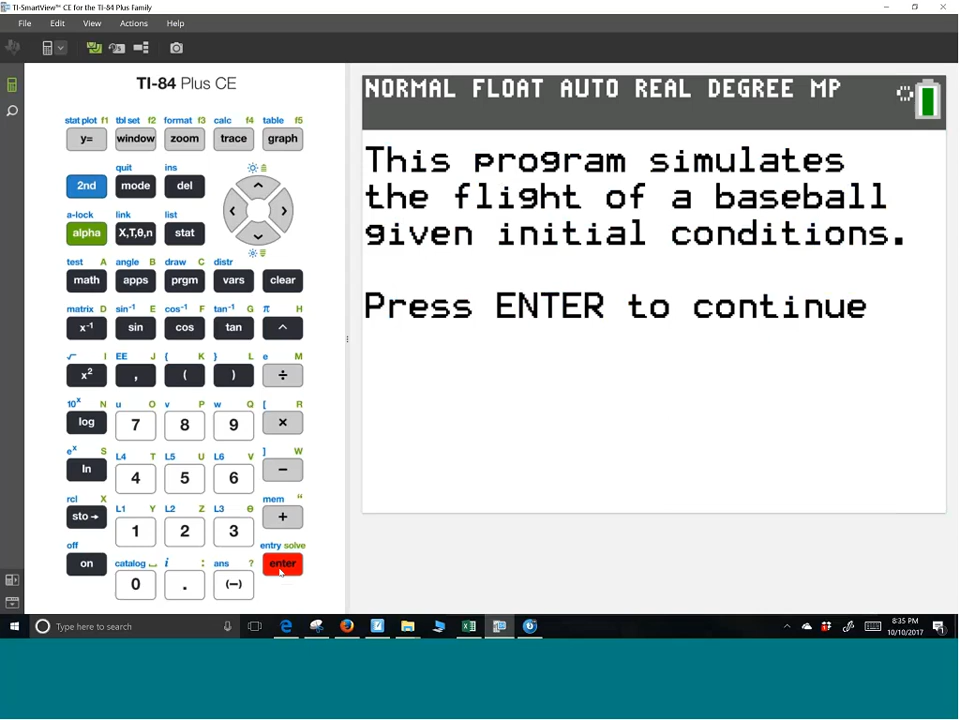 TI-SmartView™ CE for the TI-84 Plus Family
File Edit View Actions Help
TI-84 Plus CE
NORMAL FLOAT AUTO REAL DEGREE MP
This program simulates
the flight of a baseball
given initial conditions.
Press ENTER to continue
stat plot f1 tbl set f2 format f3 calc f4 table f5
y= window zoom trace graph
quit ins
2nd mode del
a-lock link list
alpha X,T,θ,n stat
test A angle B draw C distr
math apps prgm vars clear
matrix D sin⁻¹ E cos⁻¹ F tan⁻¹ G π H
x⁻¹ sin cos tan ^
√ I EE J { K } L e M
x² , ( ) ÷
10ˣ N u O v P w Q [ R
log 7 8 9 ×
eˣ S L4 T L5 U L6 V ] W
ln 4 5 6 −
rcl X L1 Y L2 Z L3 θ mem "
sto→ 1 2 3 +
off catalog i : ans ? entry solve
on 0 . (−) enter
Type here to search
8:35 PM
10/10/2017